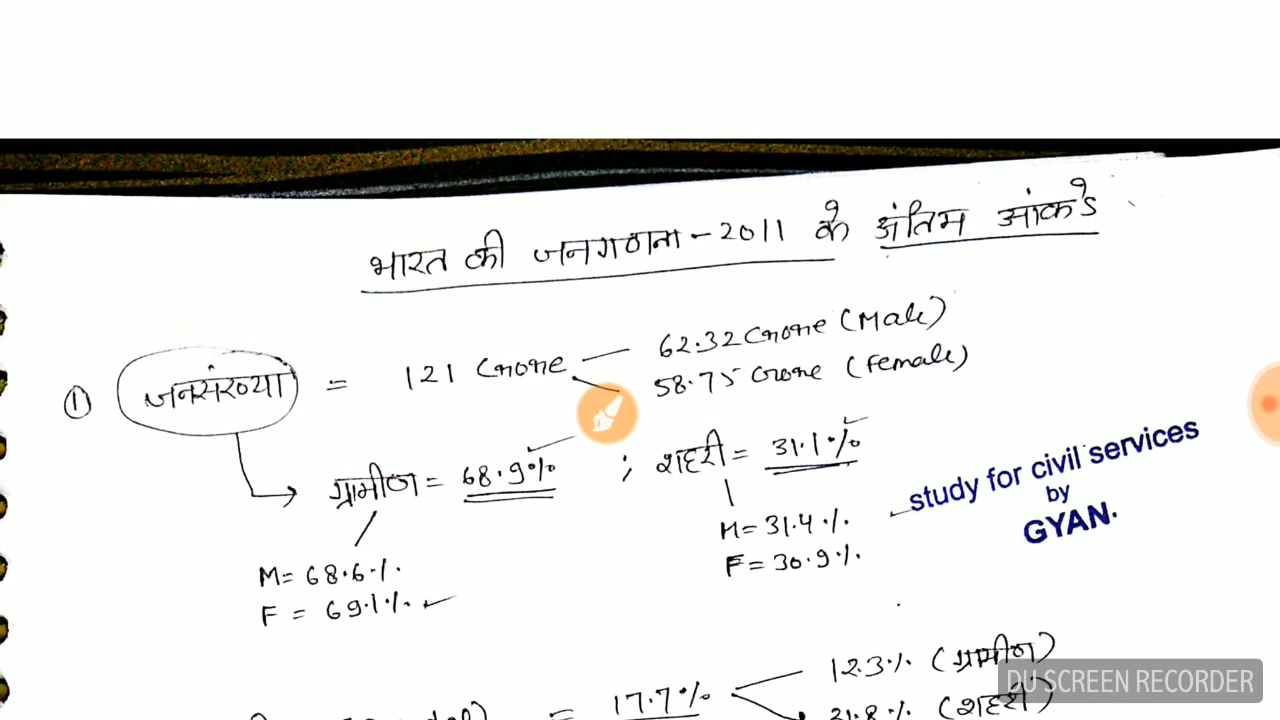 भारत की जनगणना - 2011 के अंतिम आंकडे
① जनसंख्या = 121 Crore
62.32 Crore (Male)
58.75 Crore (Female)
ग्रामीण = 68.9% ; शहरी = 31.1%
M = 68.6%
F = 69.1%
M = 31.4%
F = 30.9%
study for civil services
by
GYAN.
= 17.7%
12.3% (ग्रामीण)
31.8% (शहरी)
DU SCREEN RECORDER